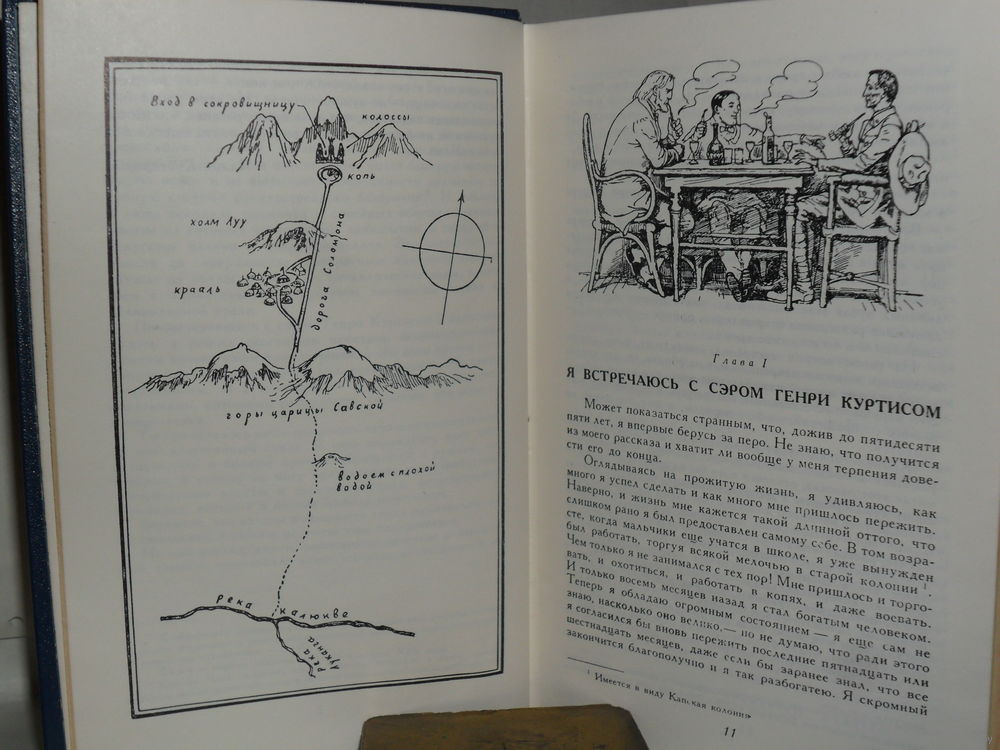 Вход в сокровищницу
колоссы
копь
холм Луу
крааль
дорога Соломона
горы царицы Савской
водоем с плохой
водой
река Калюкве
река
Луканга
Глава I
Я ВСТРЕЧАЮСЬ С СЭРОМ ГЕНРИ КУРТИСОМ
Может показаться странным, что, дожив до пятидесяти
пяти лет, я впервые берусь за перо. Не знаю, что получится
из моего рассказа и хватит ли вообще у меня терпения дове-
сти его до конца.
Оглядываясь на прожитую жизнь, я удивляюсь, как
много я успел сделать и как много мне пришлось пережить.
Наверно, и жизнь мне кажется такой длинной оттого, что
слишком рано я был предоставлен самому себе. В том возра-
сте, когда мальчики еще учатся в школе, я уже вынужден
был работать, торгуя всякой мелочью в старой колонии ¹.
Чем только я не занимался с тех пор! Мне пришлось и торго-
вать, и охотиться, и работать в копях, и даже воевать.
И только восемь месяцев назад я стал богатым человеком.
Теперь я обладаю огромным состоянием — я еще сам не
знаю, насколько оно велико,— но не думаю, что ради этого
я согласился бы вновь пережить последние пятнадцать или
шестнадцать месяцев, даже если бы заранее знал, что все
закончится благополучно и я так разбогатею. Я скромный
¹ Имеется в виду Капская колония
11